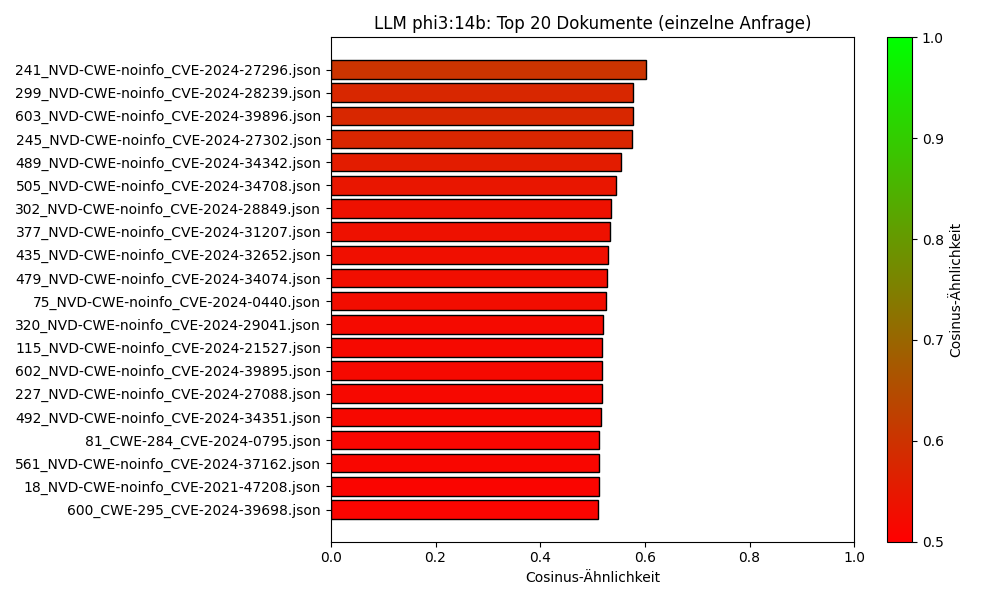 LLM phi3:14b: Top 20 Dokumente (einzelne Anfrage)
241_NVD-CWE-noinfo_CVE-2024-27296.json
299_NVD-CWE-noinfo_CVE-2024-28239.json
603_NVD-CWE-noinfo_CVE-2024-39896.json
245_NVD-CWE-noinfo_CVE-2024-27302.json
489_NVD-CWE-noinfo_CVE-2024-34342.json
505_NVD-CWE-noinfo_CVE-2024-34708.json
302_NVD-CWE-noinfo_CVE-2024-28849.json
377_NVD-CWE-noinfo_CVE-2024-31207.json
435_NVD-CWE-noinfo_CVE-2024-32652.json
479_NVD-CWE-noinfo_CVE-2024-34074.json
75_NVD-CWE-noinfo_CVE-2024-0440.json
320_NVD-CWE-noinfo_CVE-2024-29041.json
115_NVD-CWE-noinfo_CVE-2024-21527.json
602_NVD-CWE-noinfo_CVE-2024-39895.json
227_NVD-CWE-noinfo_CVE-2024-27088.json
492_NVD-CWE-noinfo_CVE-2024-34351.json
81_CWE-284_CVE-2024-0795.json
561_NVD-CWE-noinfo_CVE-2024-37162.json
18_NVD-CWE-noinfo_CVE-2021-47208.json
600_CWE-295_CVE-2024-39698.json
0.0 0.2 0.4 0.6 0.8 1.0
Cosinus-Ähnlichkeit
1.0
0.9
0.8
0.7
0.6
0.5
Cosinus-Ähnlichkeit